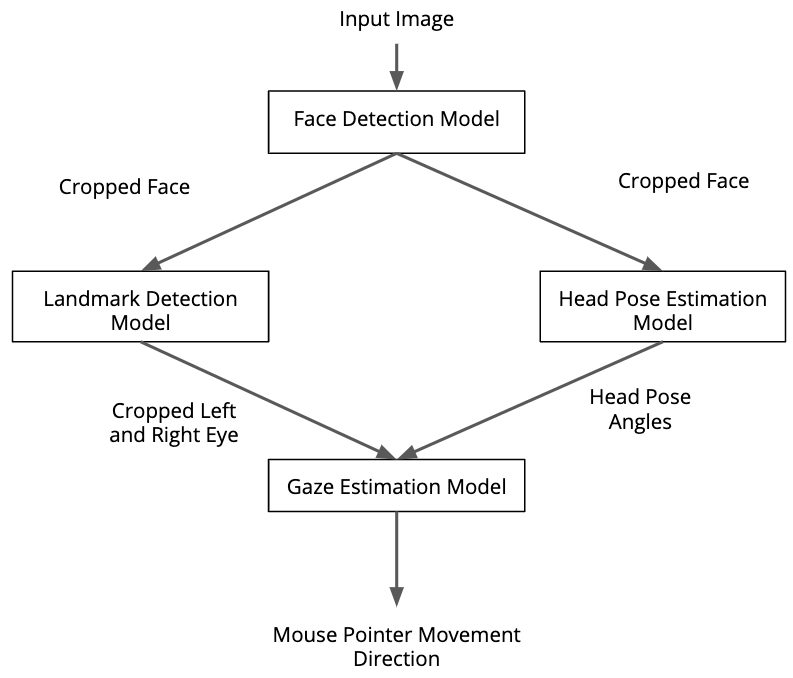 Input Image
Face Detection Model
Cropped Face
Cropped Face
Landmark Detection
Model
Head Pose Estimation
Model
Cropped Left
and Right Eye
Head Pose
Angles
Gaze Estimation Model
Mouse Pointer Movement
Direction